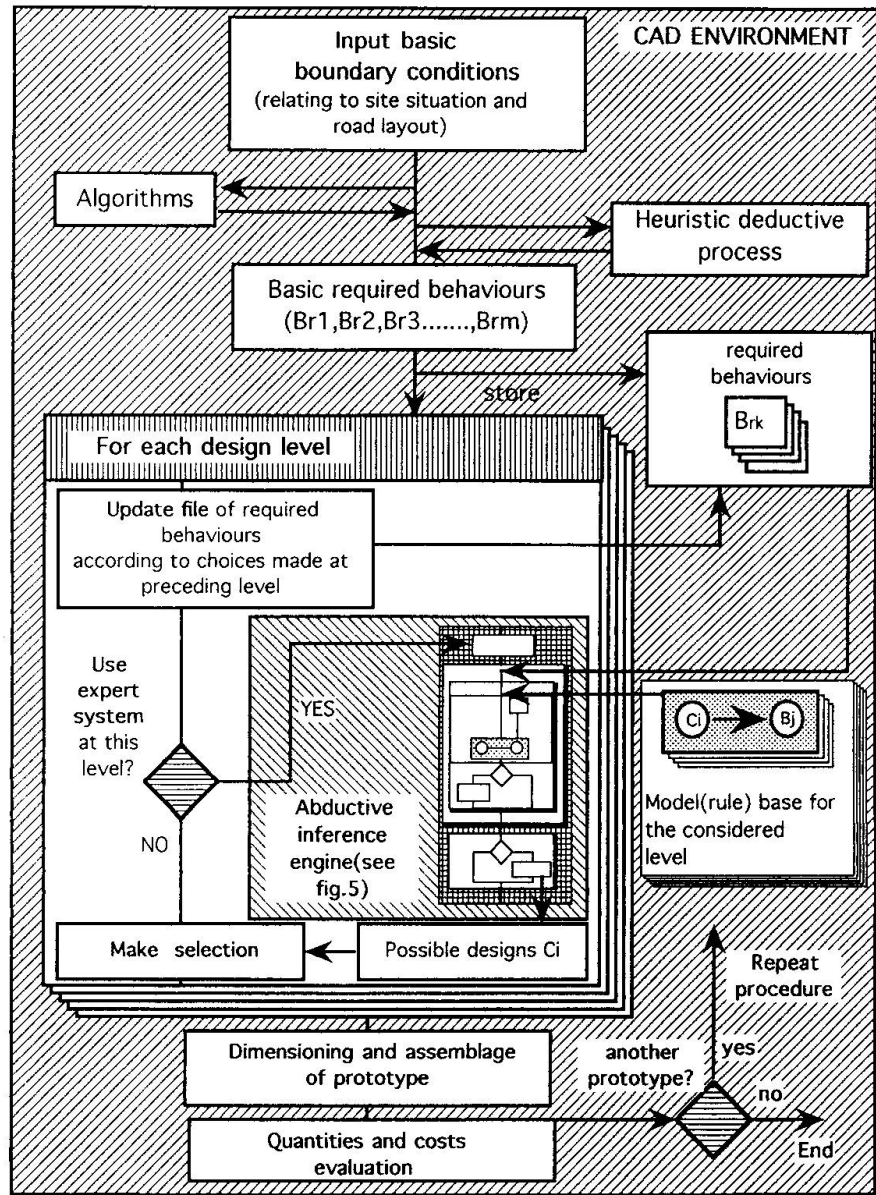 CAD ENVIRONMENT
Input basic
boundary conditions
(relating to site situation and
road layout)
Algorithms
Heuristic deductive
process
Basic required behaviours
(Br1,Br2,Br3.......,Brm)
store
required
behaviours
Brk
For each design level
Update file of required
behaviours
according to choices made at
preceding level
Use
expert
system
at this
level?
YES
NO
Abductive
inference
engine(see
fig.5)
Ci
Bj
Model(rule) base for
the considered
level
Make selection
Possible designs Ci
Repeat
procedure
Dimensioning and assemblage
of prototype
another
prototype?
yes
no
End
Quantities and costs
evaluation